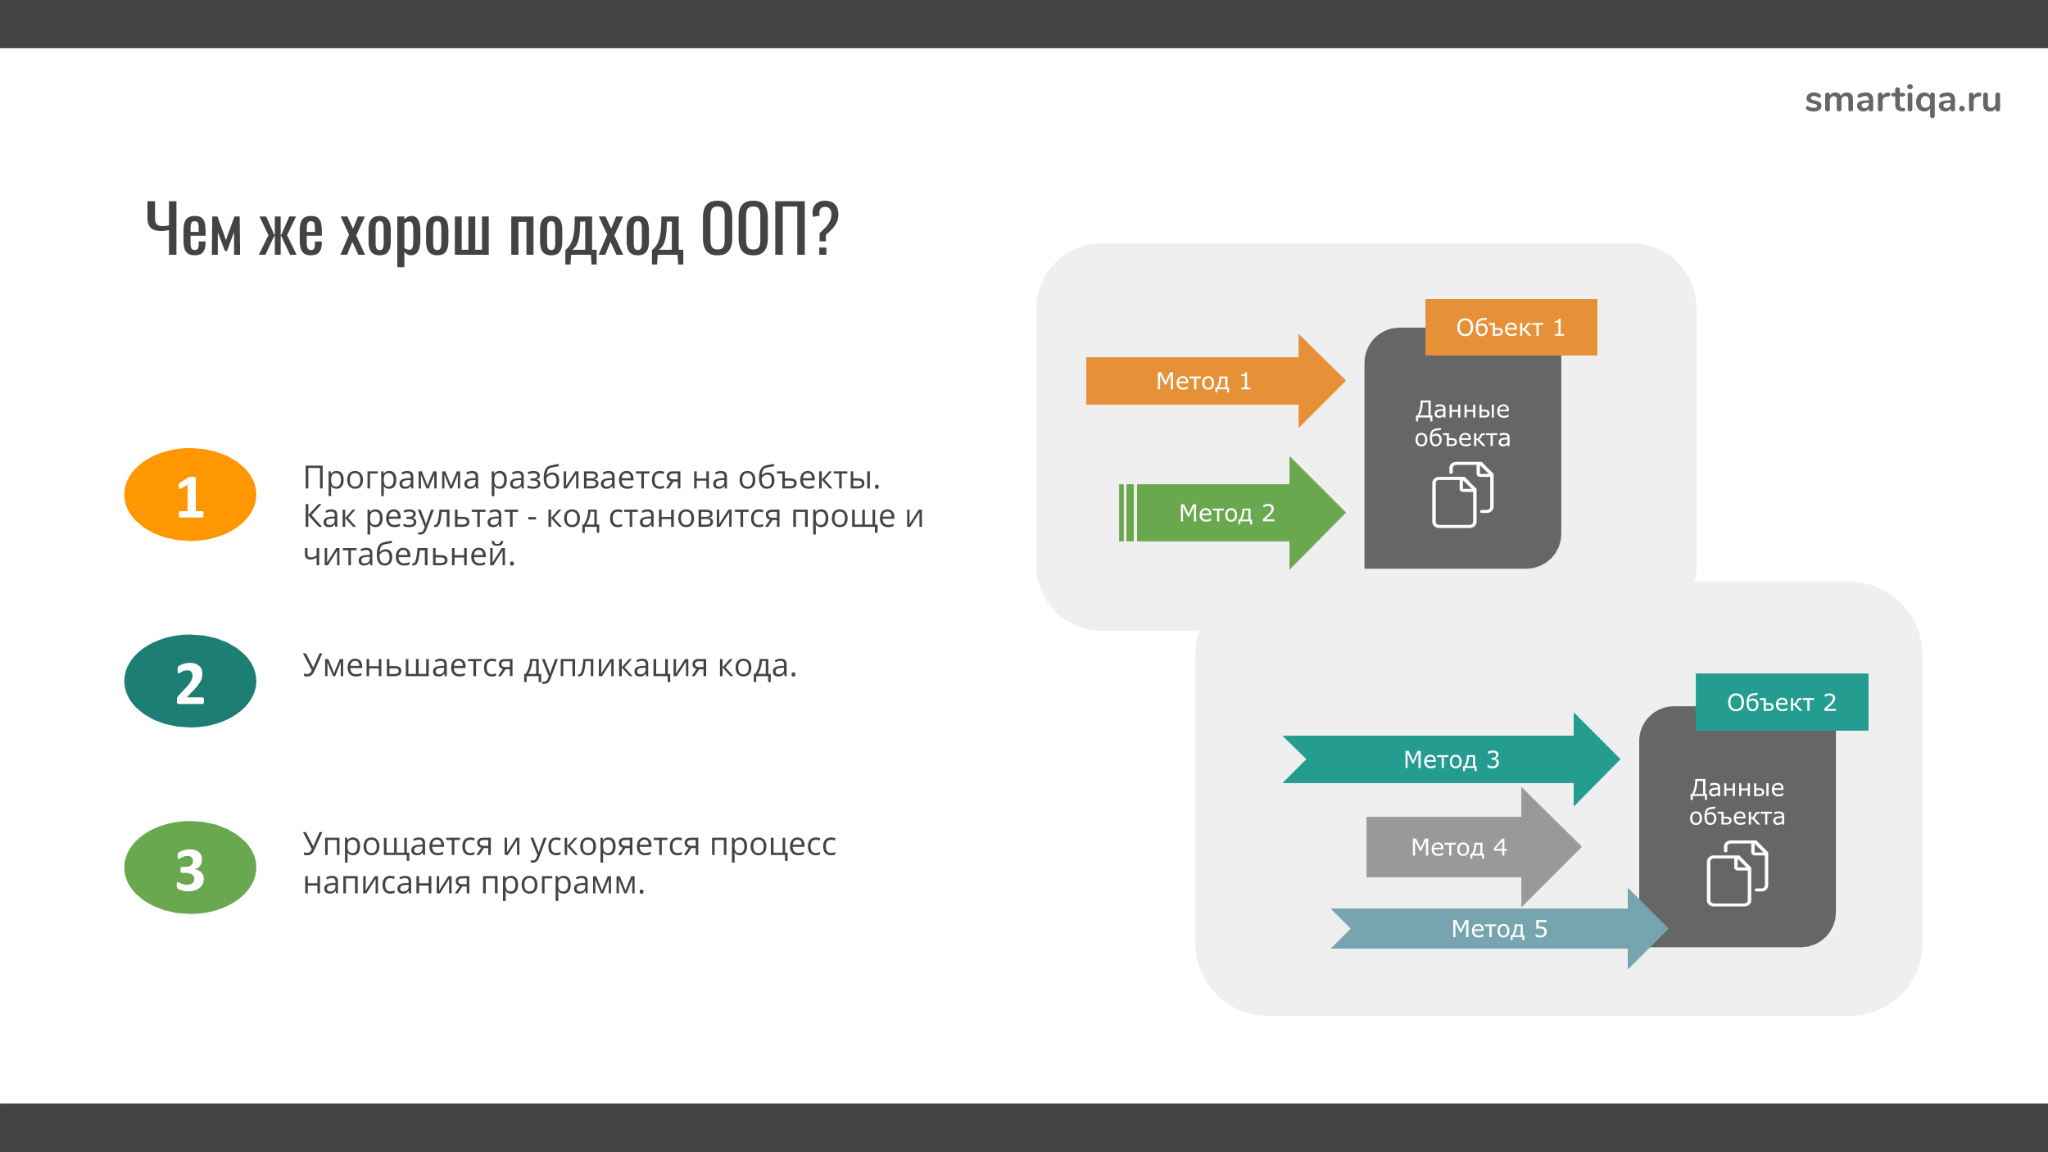 smartiqa.ru
Чем же хорош подход ООП?
1
Программа разбивается на объекты.
Как результат - код становится проще и
читабельней.
2
Уменьшается дупликация кода.
3
Упрощается и ускоряется процесс
написания программ.
Объект 1
Метод 1
Данные
объекта
Метод 2
Объект 2
Метод 3
Данные
объекта
Метод 4
Метод 5